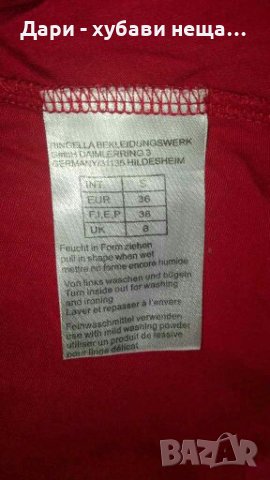 Дари - хубави неща...
RINGELLA BEKLEIDUNGSWERK
GMBH DAIMLERRING 3
GERMANY/31135 HILDESHEIM
INT. S
EUR 36
F.I.E.P 38
UK 8
Feucht in Form ziehen
pull in shape when wet
mettre no forme encore humide
Von links waschen und bügeln
Turn inside out for washing
and ironing
Laver et repasser à l'envers
Feinwaschmittel verwenden
use with mild washing powder
utiliser un produit de lessive
pour linge délicat
BAZAR